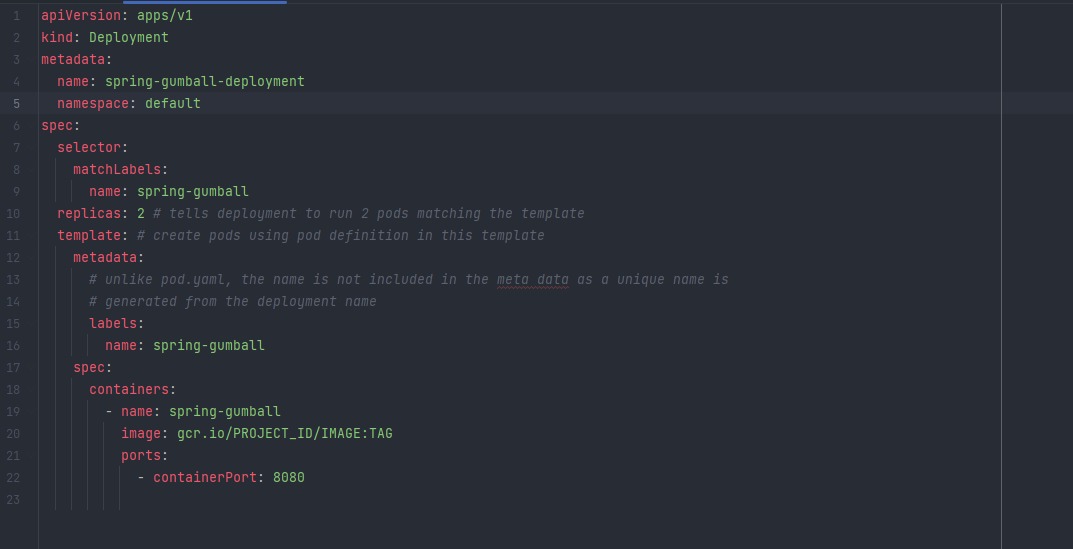 1 apiVersion: apps/v1
2 kind: Deployment
3 metadata:
4   name: spring-gumball-deployment
5   namespace: default
6 spec:
7   selector:
8     matchLabels:
9       name: spring-gumball
10   replicas: 2 # tells deployment to run 2 pods matching the template
11   template: # create pods using pod definition in this template
12     metadata:
13       # unlike pod.yaml, the name is not included in the meta data as a unique name is
14       # generated from the deployment name
15       labels:
16         name: spring-gumball
17     spec:
18       containers:
19         - name: spring-gumball
20           image: gcr.io/PROJECT_ID/IMAGE:TAG
21           ports:
22             - containerPort: 8080
23